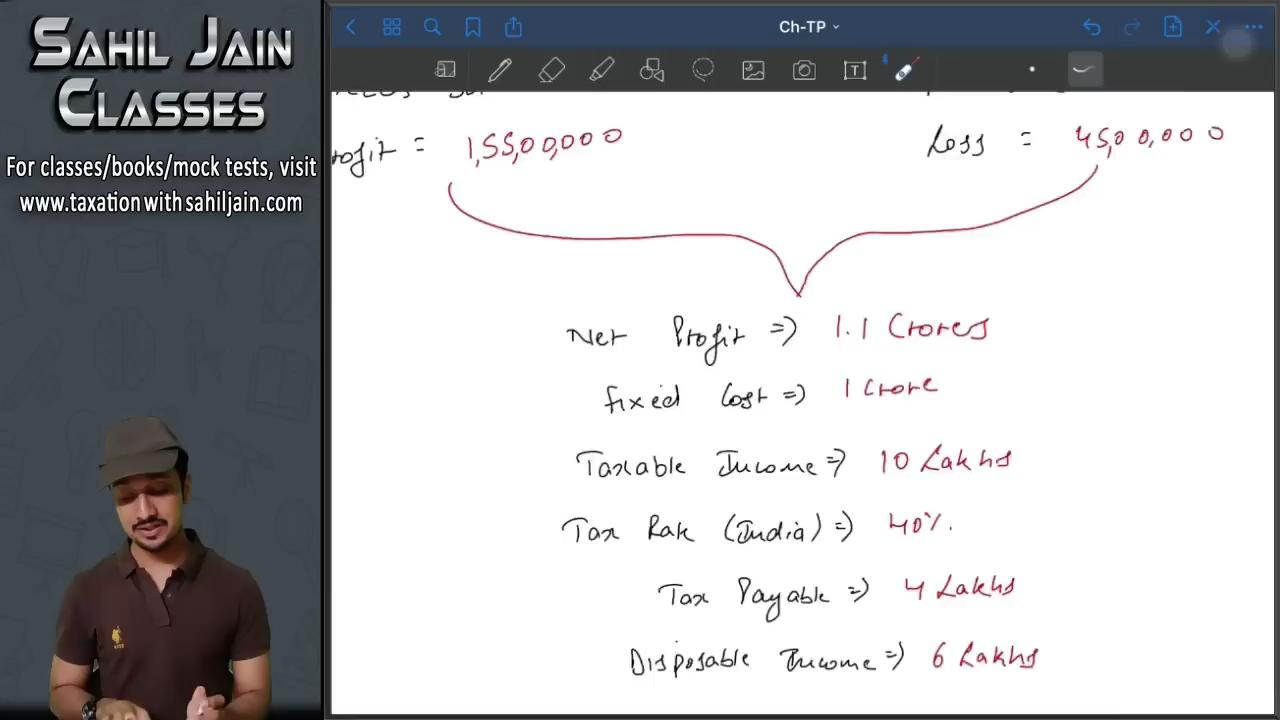 SAHIL JAIN
CLASSES
For classes/books/mock tests, visit
www.taxationwithsahiljain.com
Ch-TP
rofit = 1,55,00,000
Loss = 45,00,000
Net Profit => 1.1 Crores
Fixed Cost => 1 Crore
Taxable Income => 10 Lakhs
Tax Rate (India) => 40%.
Tax Payable => 4 Lakhs
Disposable Income => 6 Lakhs